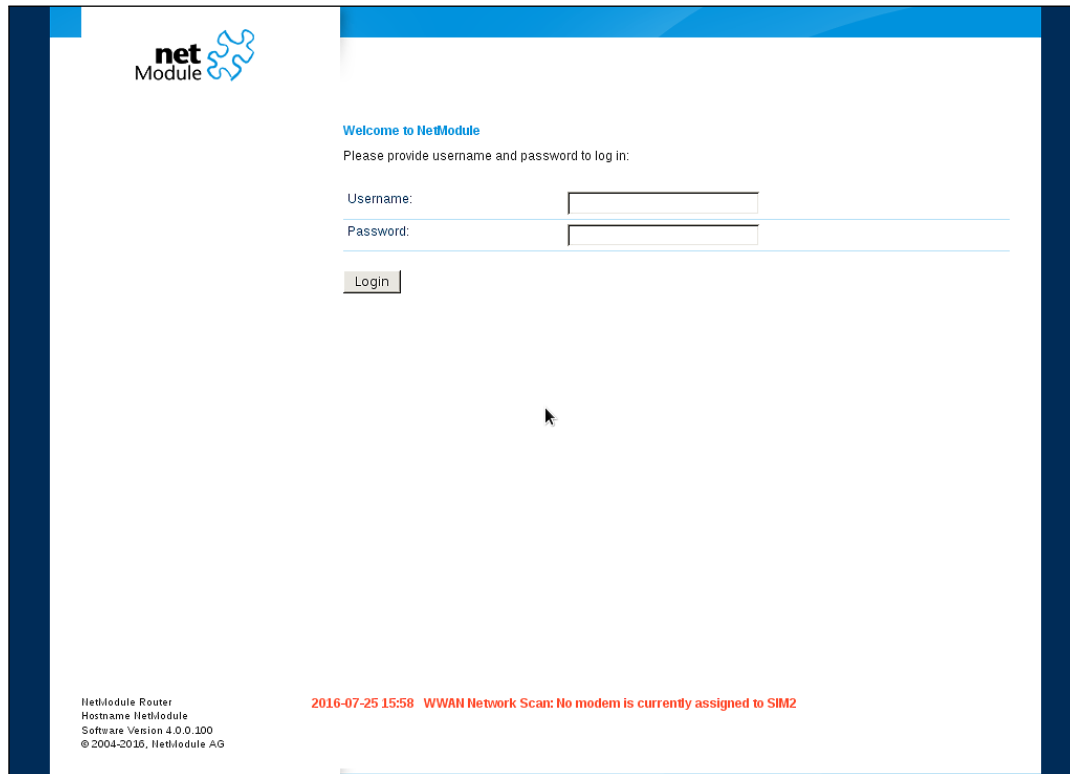 net
Module
Welcome to NetModule
Please provide username and password to log in:
Username:
Password:
Login
NetModule Router
Hostname NetModule
Software Version 4.0.0.100
© 2004-2016, NetModule AG
2016-07-25 15:58 WWAN Network Scan: No modem is currently assigned to SIM2